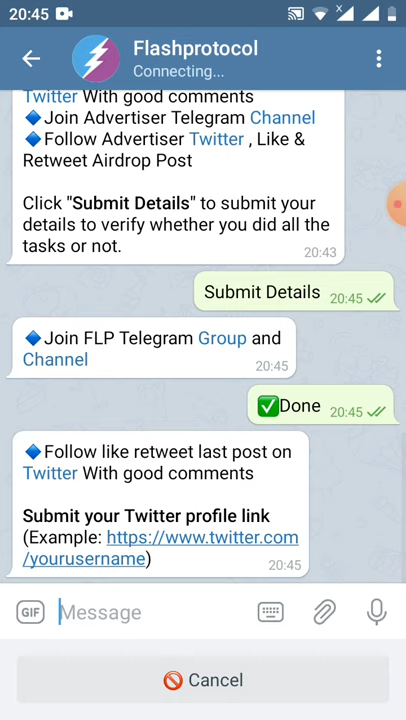 20:45
Flashprotocol
Connecting...
Twitter With good comments
🔷Join Advertiser Telegram Channel
🔷Follow Advertiser Twitter , Like &
Retweet Airdrop Post
Click "Submit Details" to submit your
details to verify whether you did all the
tasks or not.
20:43
Submit Details 20:45
🔷Join FLP Telegram Group and
Channel
20:45
✅Done 20:45
🔷Follow like retweet last post on
Twitter With good comments
Submit your Twitter profile link
(Example: https://www.twitter.com
/yourusername)
20:45
GIF Message
🚫 Cancel